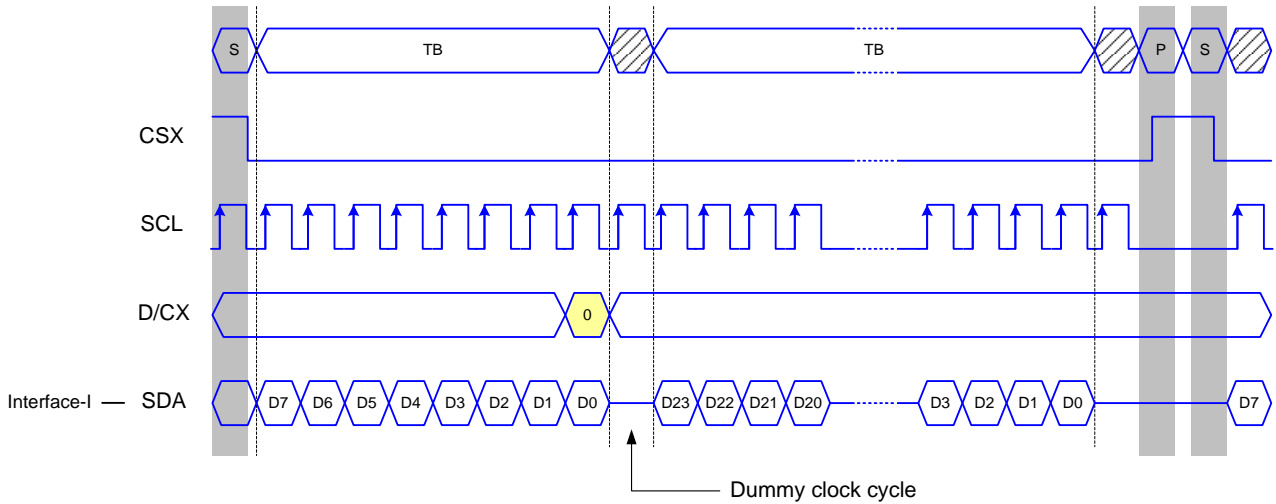 S TB TB P S
CSX
SCL
D/CX 0
Interface-I SDA D7 D6 D5 D4 D3 D2 D1 D0 D23 D22 D21 D20 D3 D2 D1 D0 D7
Dummy clock cycle